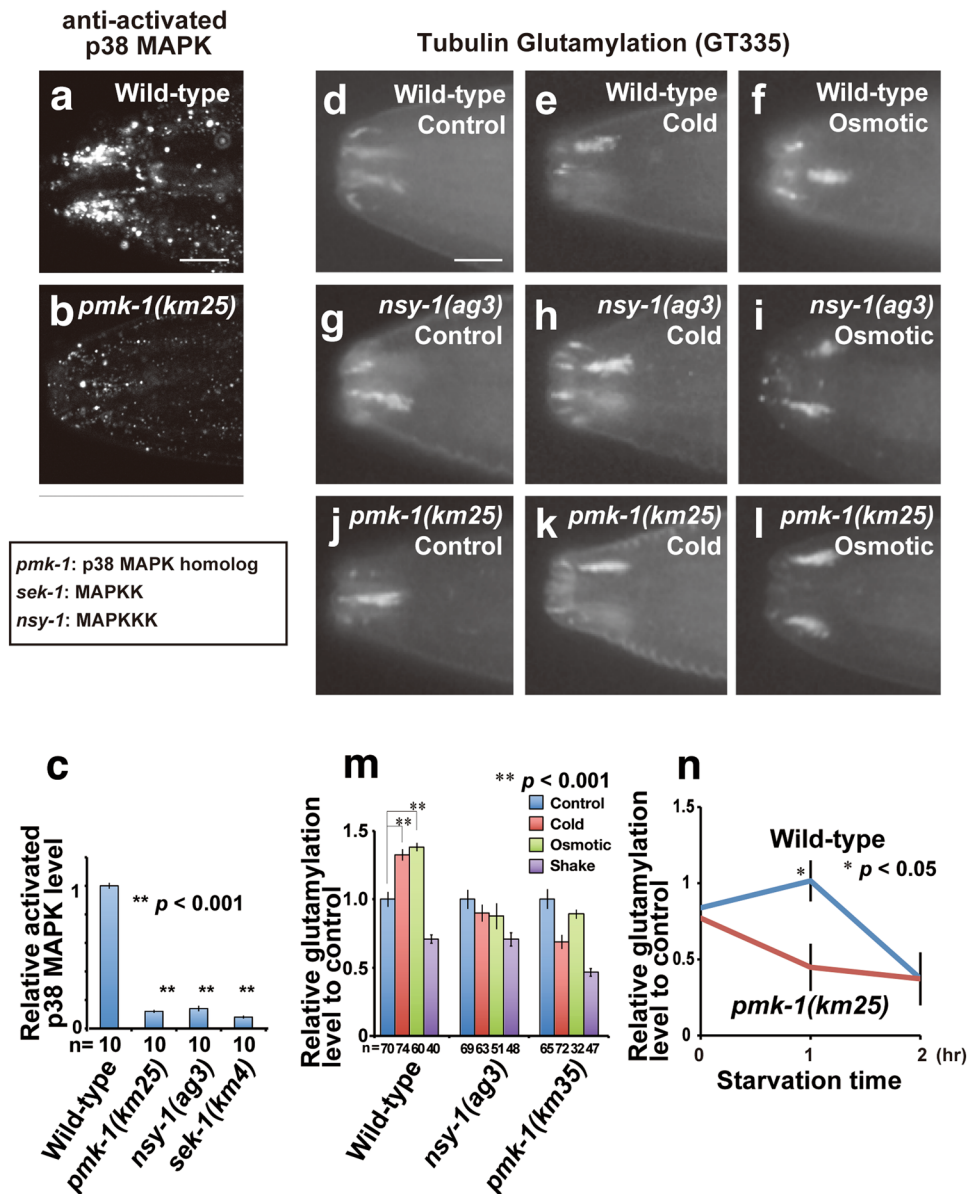 anti-activated
p38 MAPK
Tubulin Glutamylation (GT335)
a
Wild-type
d
Wild-type
Control
e
Wild-type
Cold
f
Wild-type
Osmotic
b
pmk-1(km25)
g
nsy-1(ag3)
Control
h
nsy-1(ag3)
Cold
i
nsy-1(ag3)
Osmotic
j
pmk-1(km25)
Control
k
pmk-1(km25)
Cold
l
pmk-1(km25)
Osmotic
pmk-1: p38 MAPK homolog
sek-1: MAPKK
nsy-1: MAPKKK
c
Relative activated
p38 MAPK level
1
0
** p < 0.001
** ** **
n= 10 10 10 10
Wild-type
pmk-1(km25)
nsy-1(ag3)
sek-1(km4)
m
** p < 0.001
Control
Cold
Osmotic
Shake
**
**
Relative glutamylation
level to control
1.5
1.0
0.5
0
n=70 74 60 40 69 63 51 48 65 72 32 47
Wild-type
nsy-1(ag3)
pmk-1(km35)
n
Relative glutamylation
level to control
1.5
1
0.5
0
Wild-type
*
* p < 0.05
pmk-1(km25)
0 1 2 (hr)
Starvation time